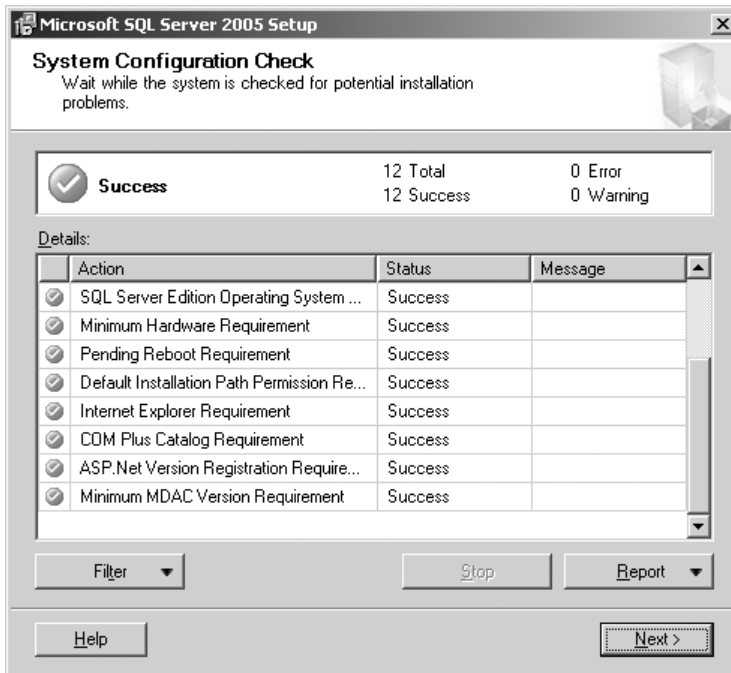 Microsoft SQL Server 2005 Setup
System Configuration Check
Wait while the system is checked for potential installation
problems.
Success
12 Total
0 Error
12 Success
0 Warning
Details:
Action Status Message
SQL Server Edition Operating System ... Success
Minimum Hardware Requirement Success
Pending Reboot Requirement Success
Default Installation Path Permission Re... Success
Internet Explorer Requirement Success
COM Plus Catalog Requirement Success
ASP.Net Version Registration Require... Success
Minimum MDAC Version Requirement Success
Filter Stop Report
Help Next >